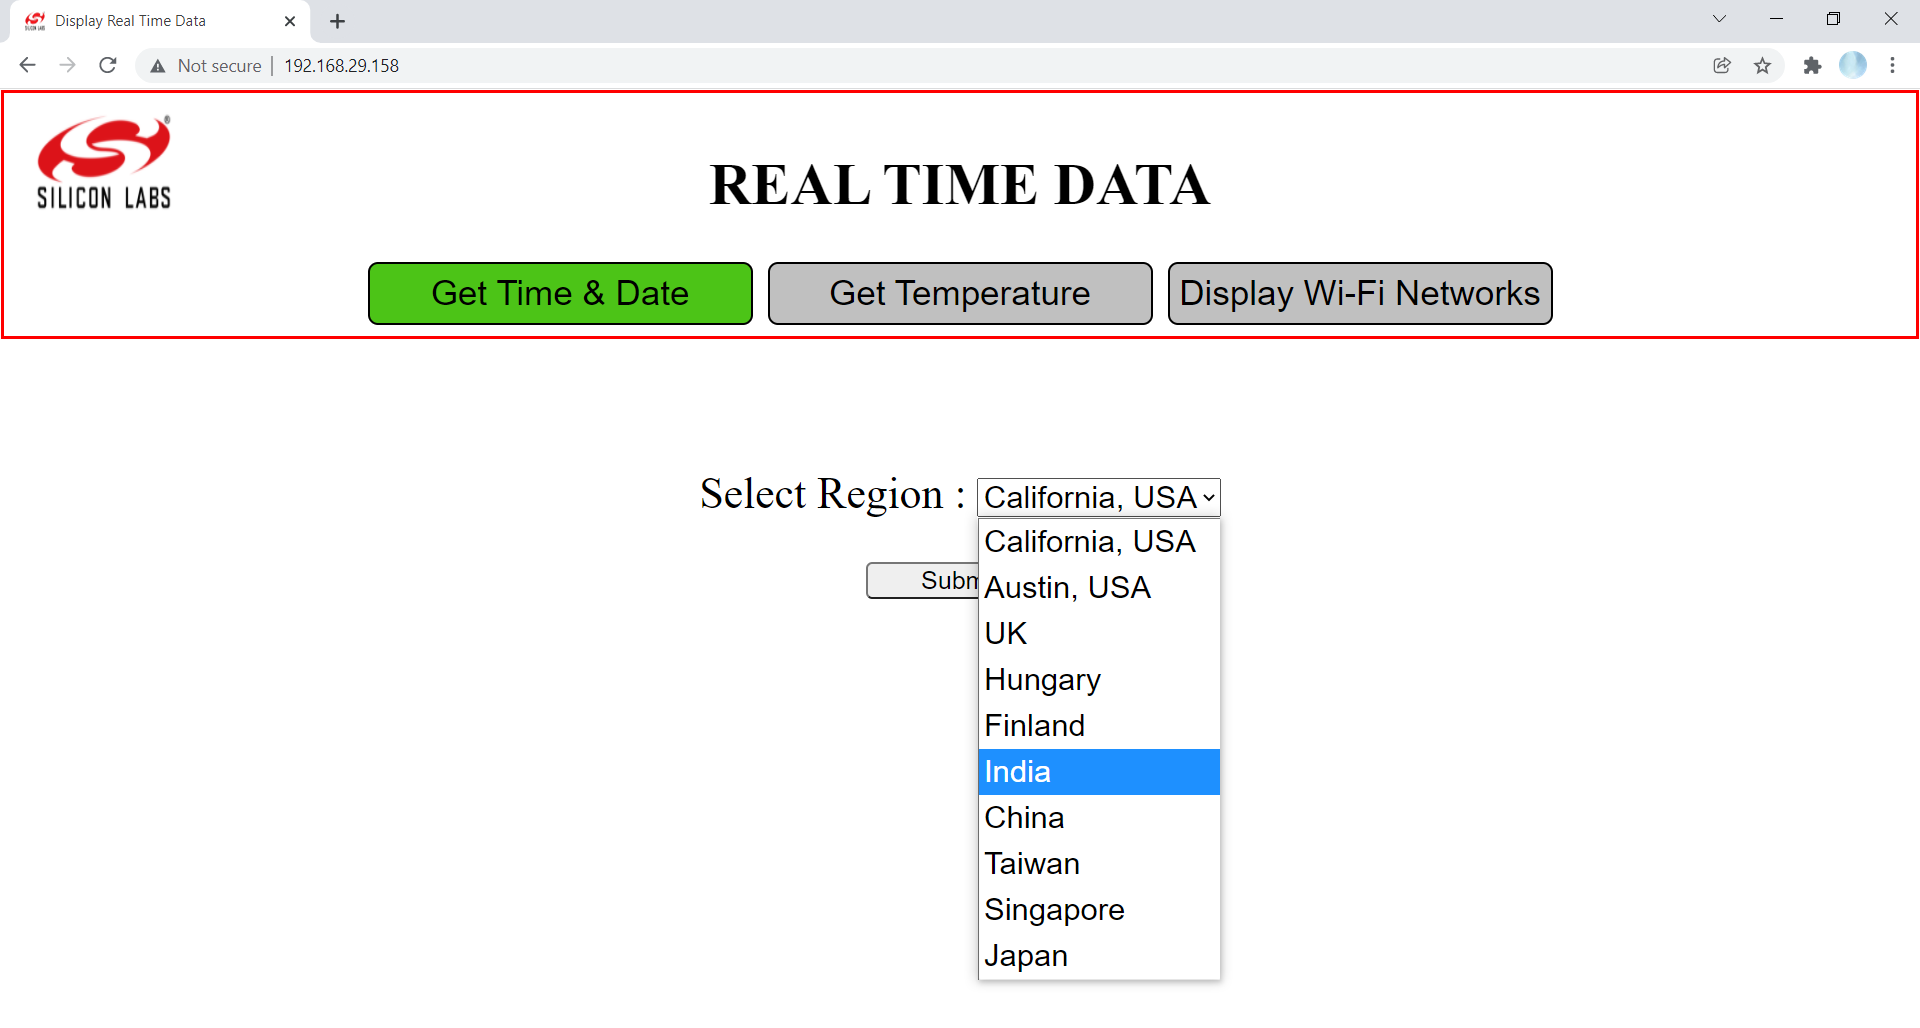 Display Real Time Data
Not secure | 192.168.29.158
SILICON LABS®
REAL TIME DATA
Get Time & Date Get Temperature Display Wi-Fi Networks
Select Region : California, USA
California, USA
Subm Austin, USA
UK
Hungary
Finland
India
China
Taiwan
Singapore
Japan